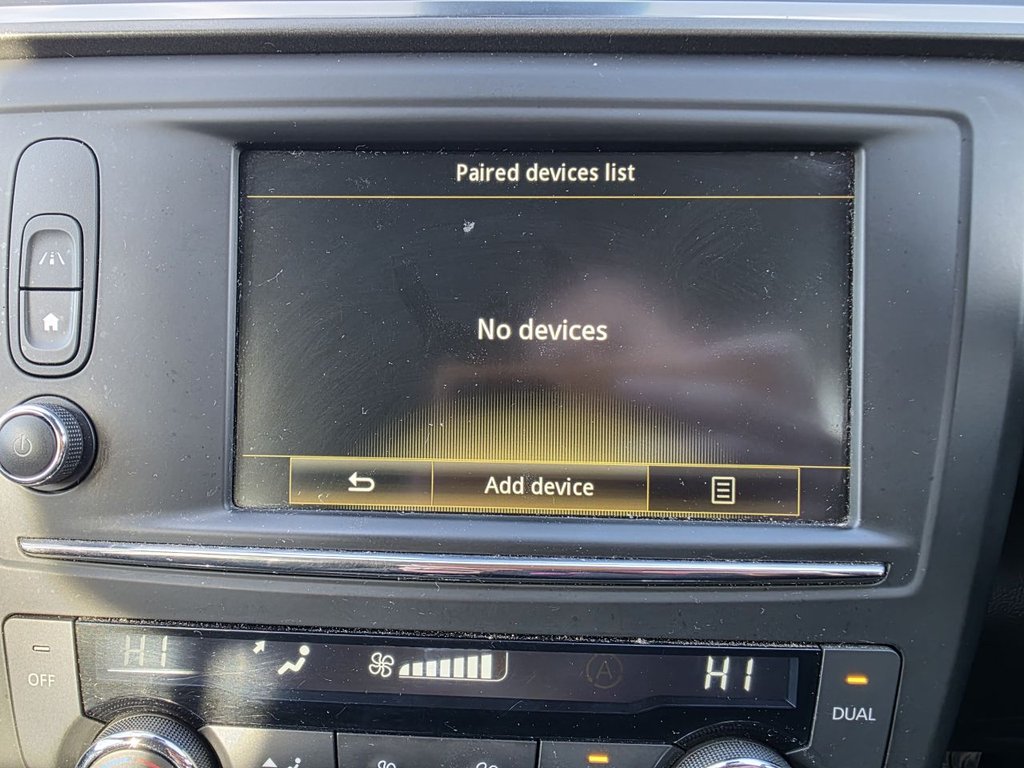 Paired devices list
No devices
Add device
HI
HI
OFF
A
DUAL